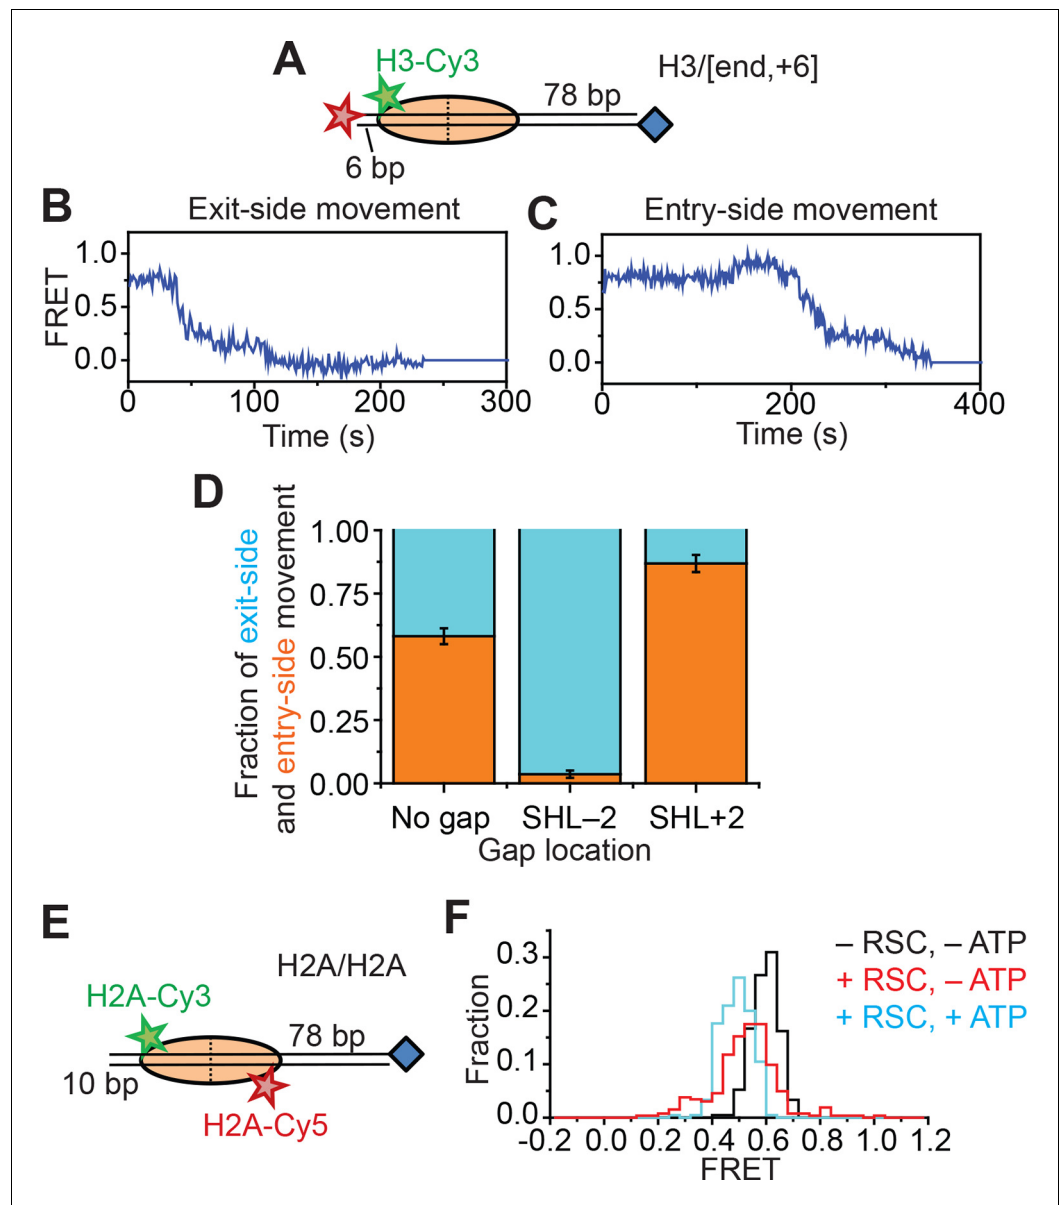 A
H3-Cy3
H3/[end,+6]
78 bp
6 bp
B
Exit-side movement
FRET
1.0
0.5
0.0
0
100
200
300
Time (s)
C
Entry-side movement
1.0
0.5
0.0
0
200
400
Time (s)
D
Fraction of exit-side
and entry-side movement
1.00
0.75
0.50
0.25
0.00
No gap
SHL–2
SHL+2
Gap location
E
H2A/H2A
H2A-Cy3
78 bp
10 bp
H2A-Cy5
F
Fraction
0.3
0.2
0.1
0.0
-0.2 0.0 0.2 0.4 0.6 0.8 1.0 1.2
FRET
– RSC, – ATP
+ RSC, – ATP
+ RSC, + ATP